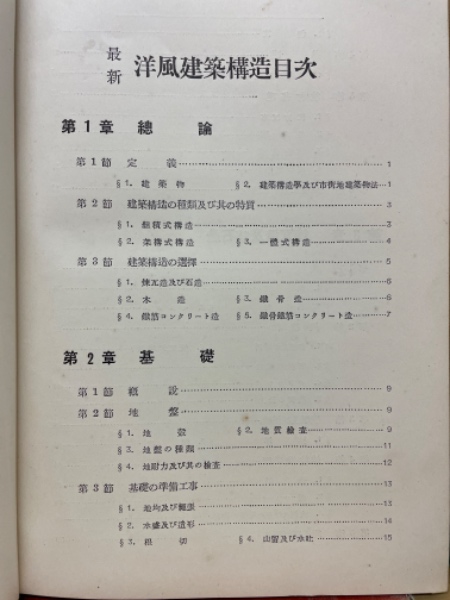 最新 洋風建築構造目次
第1章 總論
第1節 定義……1
§1. 建築物 §2. 建築構造學及び市街地建築物法…1
第2節 建築構造の種類及び其の特質……3
§1. 組積式構造……3
§2. 架構式構造 §3. 一體式構造……4
第3節 建築構造の選擇……5
§1. 煉瓦造及び石造……6
§2. 木造 §3. 鐵骨造……6
§4. 鐵筋コンクリート造 §5. 鐵骨鐵筋コンクリート造……7
第2章 基礎
第1節 概説……9
第2節 地盤……9
§1. 地殼 §2. 地質檢査……9
§3. 地盤の種類……11
§4. 地耐力及び其の檢査……12
第3節 基礎の準備工事……13
§1. 地均及び繩張……13
§2. 水盛及び遣形……14
§3. 根切 §4. 山留及び水止……15